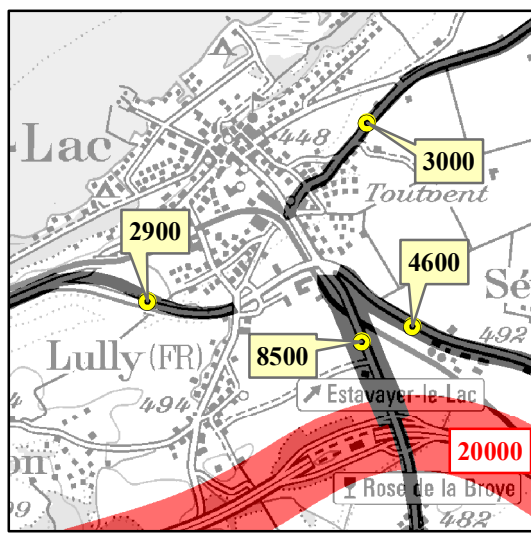 448
-Lac
3000
Toutvent
2900
4600
Sé
492
Lully (FR)
8500
494
Estavayer-le Lac
20000
on
Rose de la Broye
482